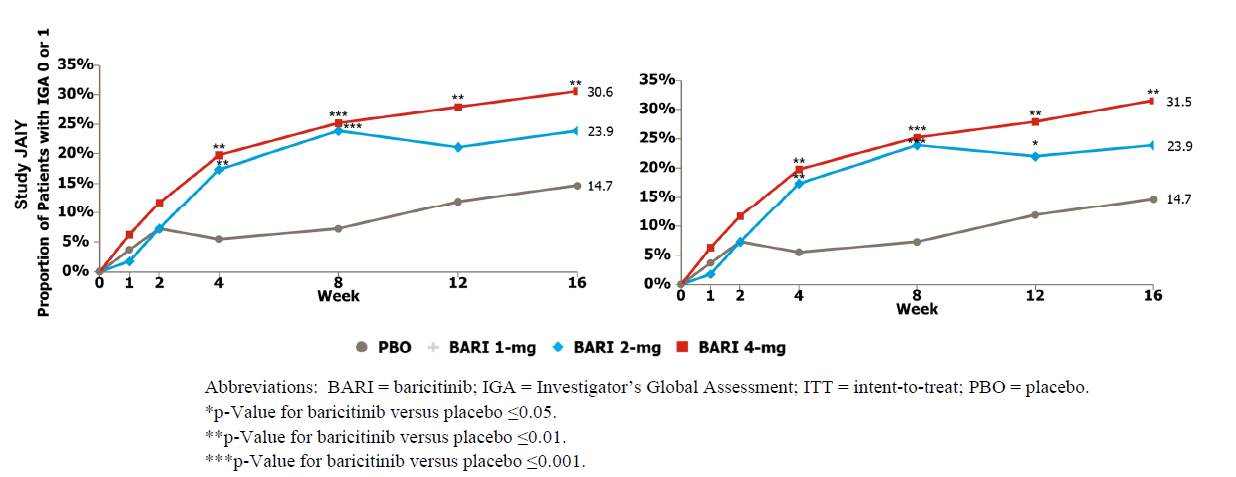 Study JAIY
Proportion of Patients with IGA 0 or 1
35%
30%
25%
20%
15%
10%
5%
0%
** ** *** ** **
** ***
30.6
23.9
14.7
0 1 2 4 8 12 16
Week
35%
30%
25%
20%
15%
10%
5%
0%
** *** ** **
** *** *
31.5
23.9
14.7
0 1 2 4 8 12 16
Week
PBO BARI 1-mg BARI 2-mg BARI 4-mg
Abbreviations: BARI = baricitinib; IGA = Investigator’s Global Assessment; ITT = intent-to-treat; PBO = placebo.
*p-Value for baricitinib versus placebo ≤0.05.
**p-Value for baricitinib versus placebo ≤0.01.
***p-Value for baricitinib versus placebo ≤0.001.